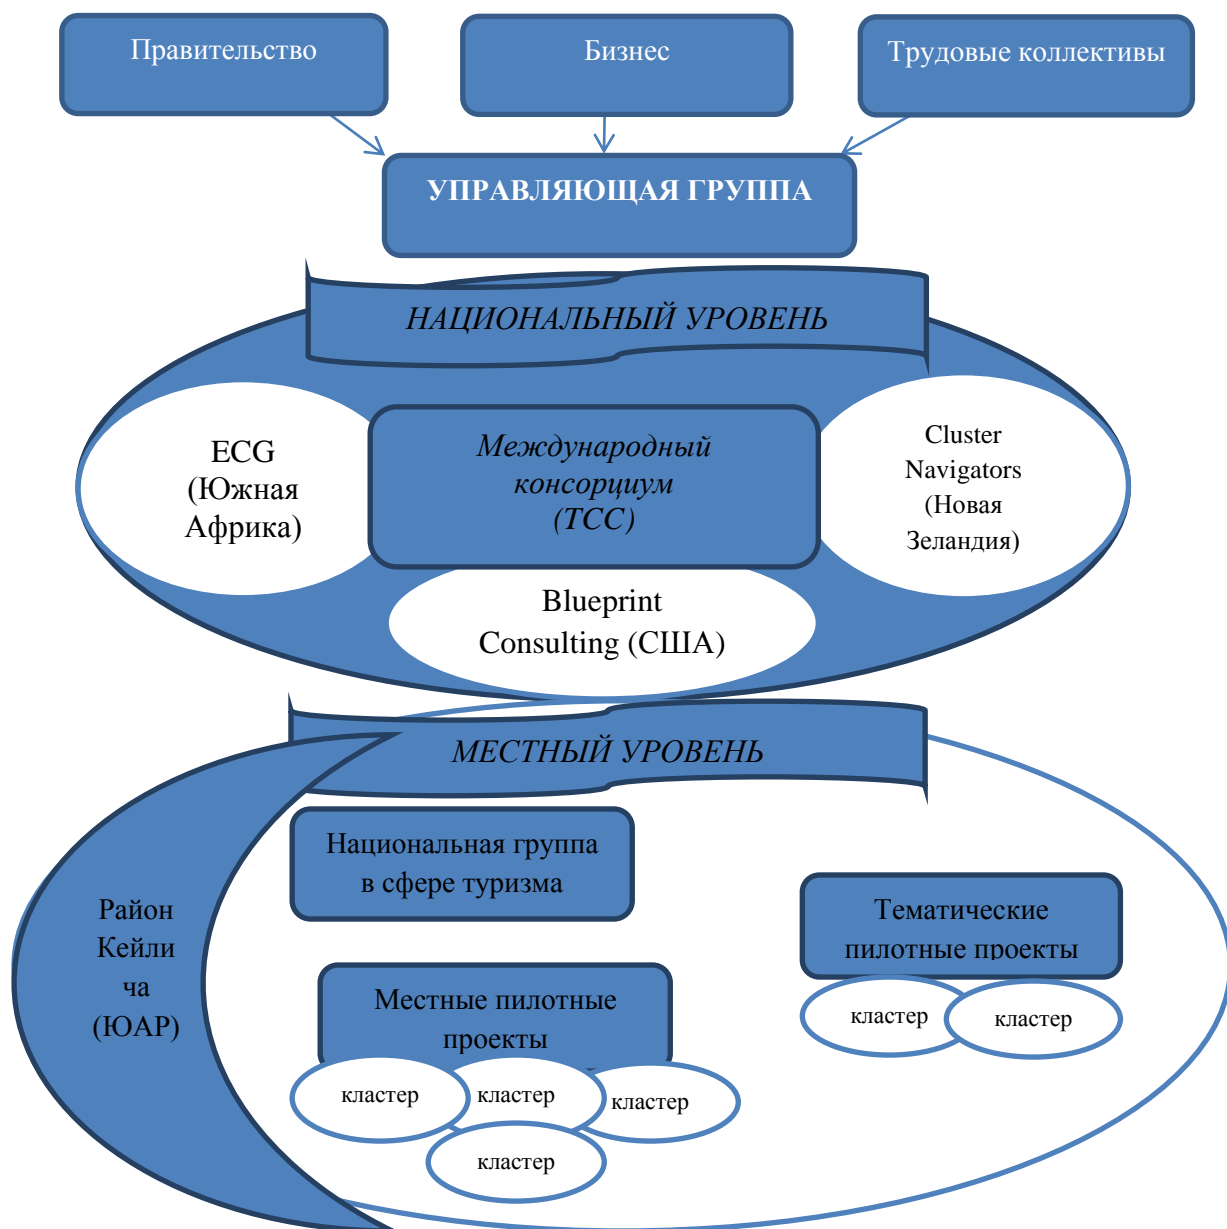 Правительство
Бизнес
Трудовые коллективы
УПРАВЛЯЮЩАЯ ГРУППА
НАЦИОНАЛЬНЫЙ УРОВЕНЬ
ECG
(Южная
Африка)
Международный
консорциум
(ТСС)
Cluster
Navigators
(Новая
Зеландия)
Blueprint
Consulting (США)
МЕСТНЫЙ УРОВЕНЬ
Национальная группа
в сфере туризма
Район
Кейли
ча
(ЮАР)
Тематические
пилотные проекты
кластер
кластер
Местные пилотные
проекты
кластер
кластер
кластер
кластер